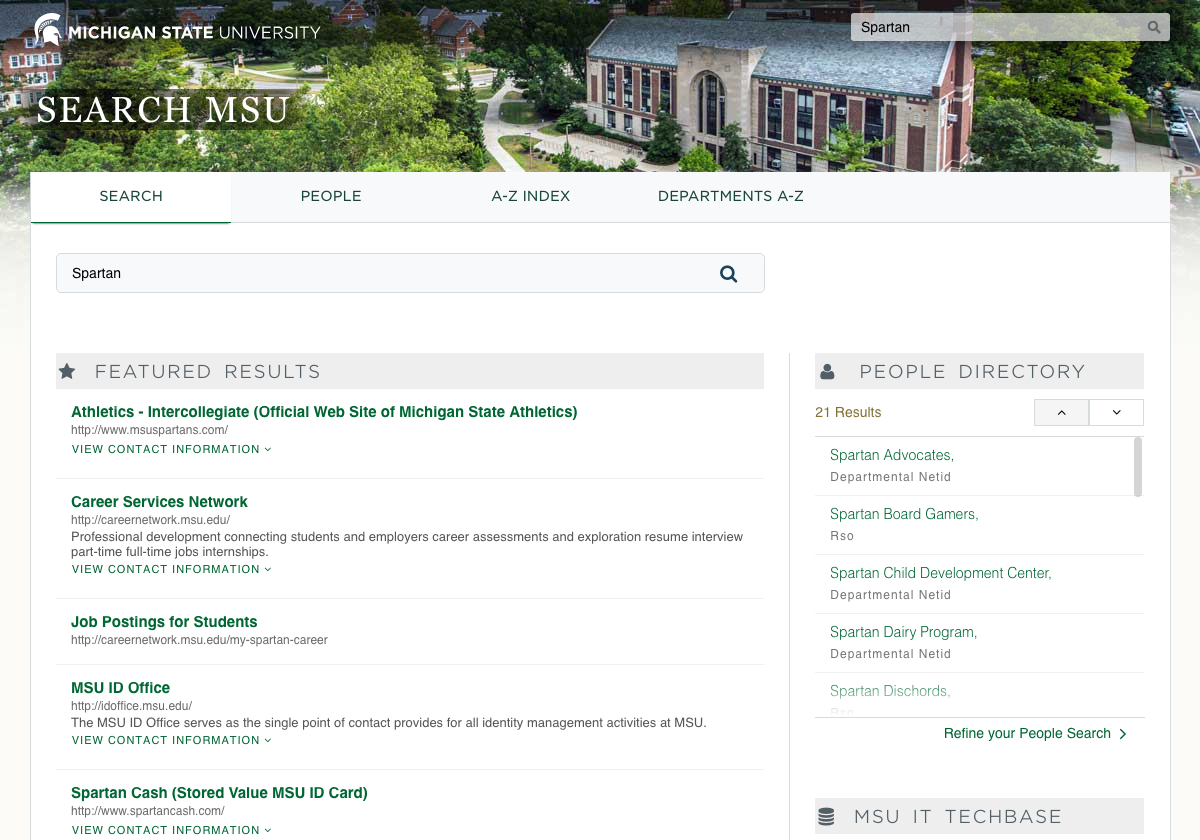 MICHIGAN STATE UNIVERSITY
Spartan
SEARCH MSU
SEARCH
PEOPLE
A-Z INDEX
DEPARTMENTS A-Z
Spartan
FEATURED RESULTS
Athletics - Intercollegiate (Official Web Site of Michigan State Athletics)
http://www.msuspartans.com/
VIEW CONTACT INFORMATION
Career Services Network
http://careernetwork.msu.edu/
Professional development connecting students and employers career assessments and exploration resume interview
part-time full-time jobs internships.
VIEW CONTACT INFORMATION
Job Postings for Students
http://careernetwork.msu.edu/my-spartan-career
MSU ID Office
http://idoffice.msu.edu/
The MSU ID Office serves as the single point of contact provides for all identity management activities at MSU.
VIEW CONTACT INFORMATION
Spartan Cash (Stored Value MSU ID Card)
http://www.spartancash.com/
VIEW CONTACT INFORMATION
PEOPLE DIRECTORY
21 Results
Spartan Advocates,
Departmental Netid
Spartan Board Gamers,
Rso
Spartan Child Development Center,
Departmental Netid
Spartan Dairy Program,
Departmental Netid
Spartan Dischords,
Rso
Refine your People Search
MSU IT TECHBASE